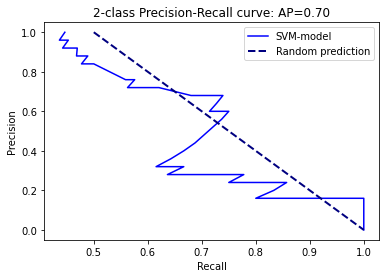 2-class Precision-Recall curve: AP=0.70
SVM-model
Random prediction
Precision
1.0
0.8
0.6
0.4
0.2
0.0
0.5
0.6
0.7
0.8
0.9
1.0
Recall